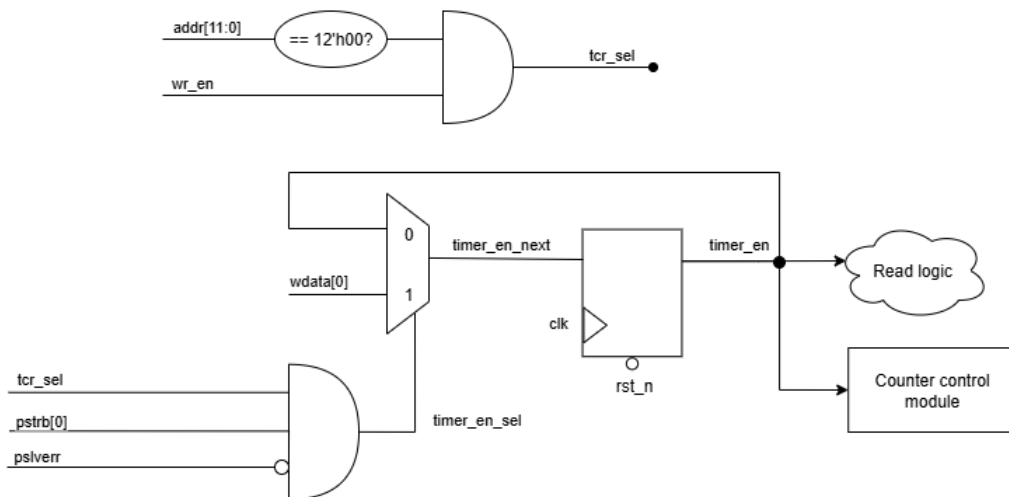 addr[11:0]
== 12'h00?
wr_en
tcr_sel
0
timer_en_next
timer_en
Read logic
wdata[0]
1
clk
rst_n
Counter control
module
tcr_sel
pstrb[0]
timer_en_sel
pslverr